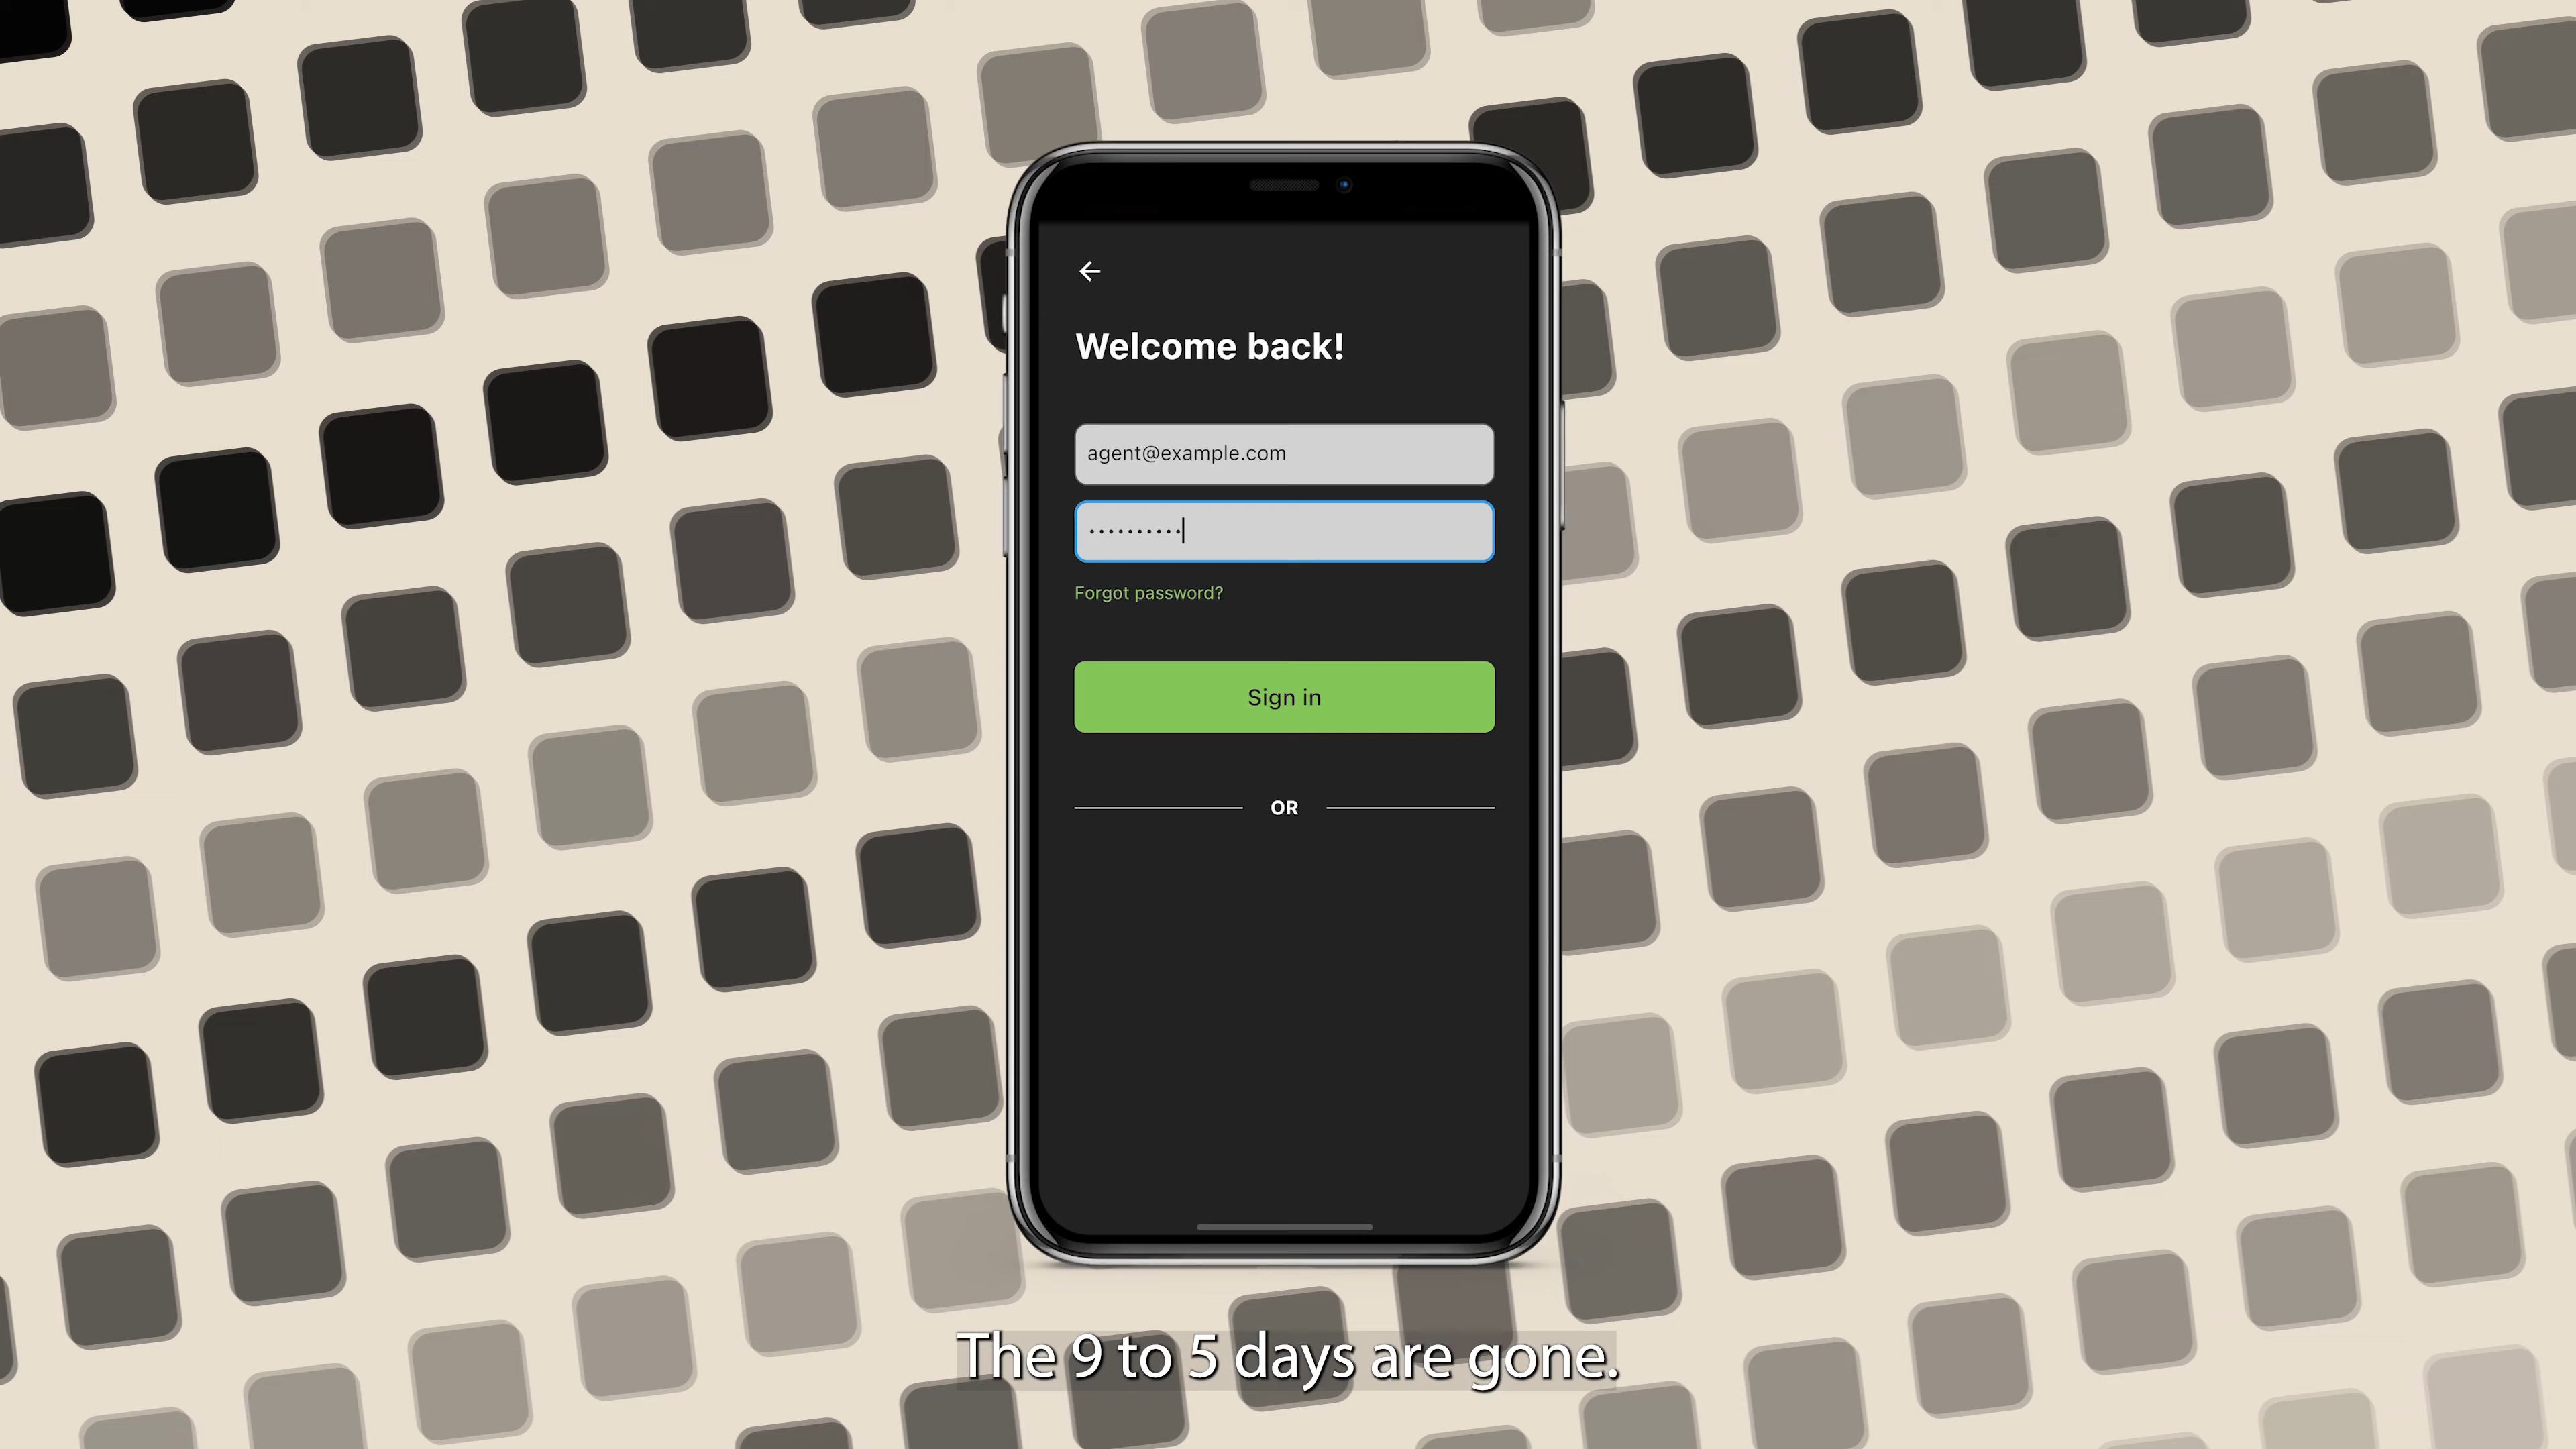 Welcome back!
agent@example.com
••••••••••
Forgot password?
Sign in
OR
The 9 to 5 days are gone.